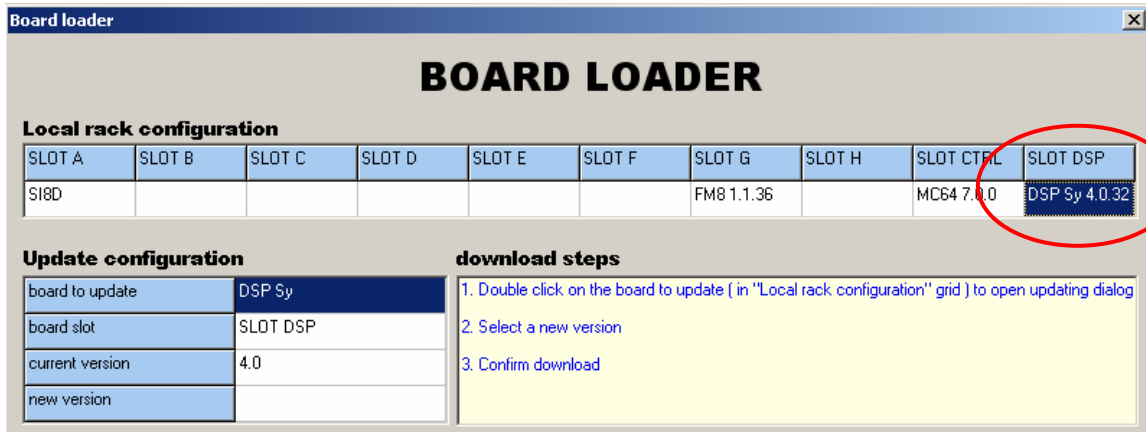 Board loader
BOARD LOADER
Local rack configuration
SLOT A SLOT B SLOT C SLOT D SLOT E SLOT F SLOT G SLOT H SLOT CTRL SLOT DSP
SI8D FM8 1.1.36 MC64 7.0.0 DSP Sy 4.0.32
Update configuration
board to update DSP Sy
board slot SLOT DSP
current version 4.0
new version
download steps
1. Double click on the board to update ( in "Local rack configuration" grid ) to open updating dialog
2. Select a new version
3. Confirm download